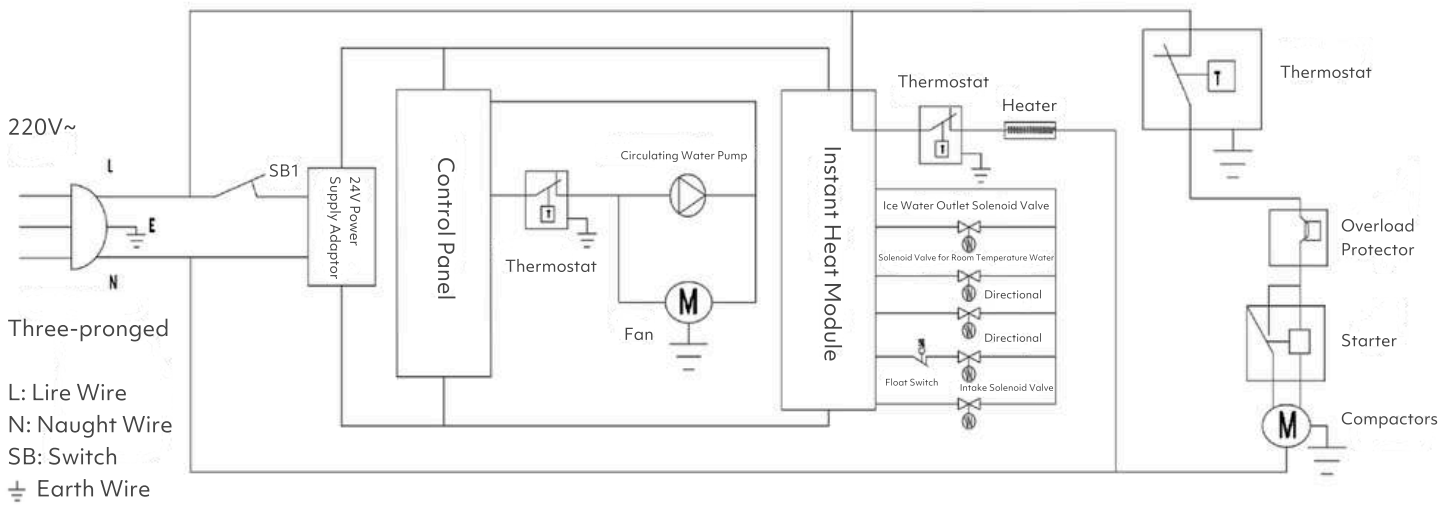 Thermostat
Thermostat
Heater
T
220V~
L
SB1
E
N
24V Power
Supply Adaptor
Control Panel
Circulating Water Pump
T
Thermostat
M
Fan
Instant Heat Module
T
Ice Water Outlet Solenoid Valve
Solenoid Valve for Room Temperature Water
Directional
Directional
Float Switch
Intake Solenoid Valve
Overload
Protector
Starter
M
Compactors
Three-pronged
L: Lire Wire
N: Naught Wire
SB: Switch
Earth Wire